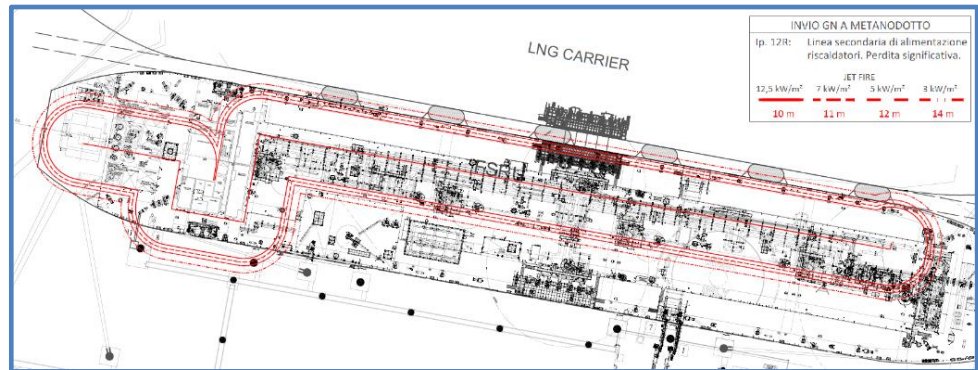 INVIO GN A METANODOTTO
Ip. 12R: Linea secondaria di alimentazione
riscaldatori. Perdita significativa.
JET FIRE
12,5 kW/m² 7 kW/m² 5 kW/m² 3 kW/m²
10 m 11 m 12 m 14 m
LNG CARRIER
FSRU